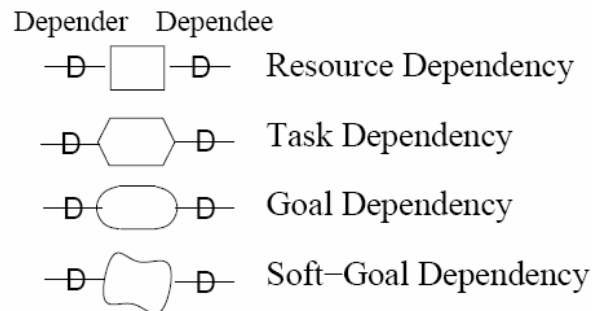 Depender Dependee
D D Resource Dependency
D D Task Dependency
D D Goal Dependency
D D Soft−Goal Dependency